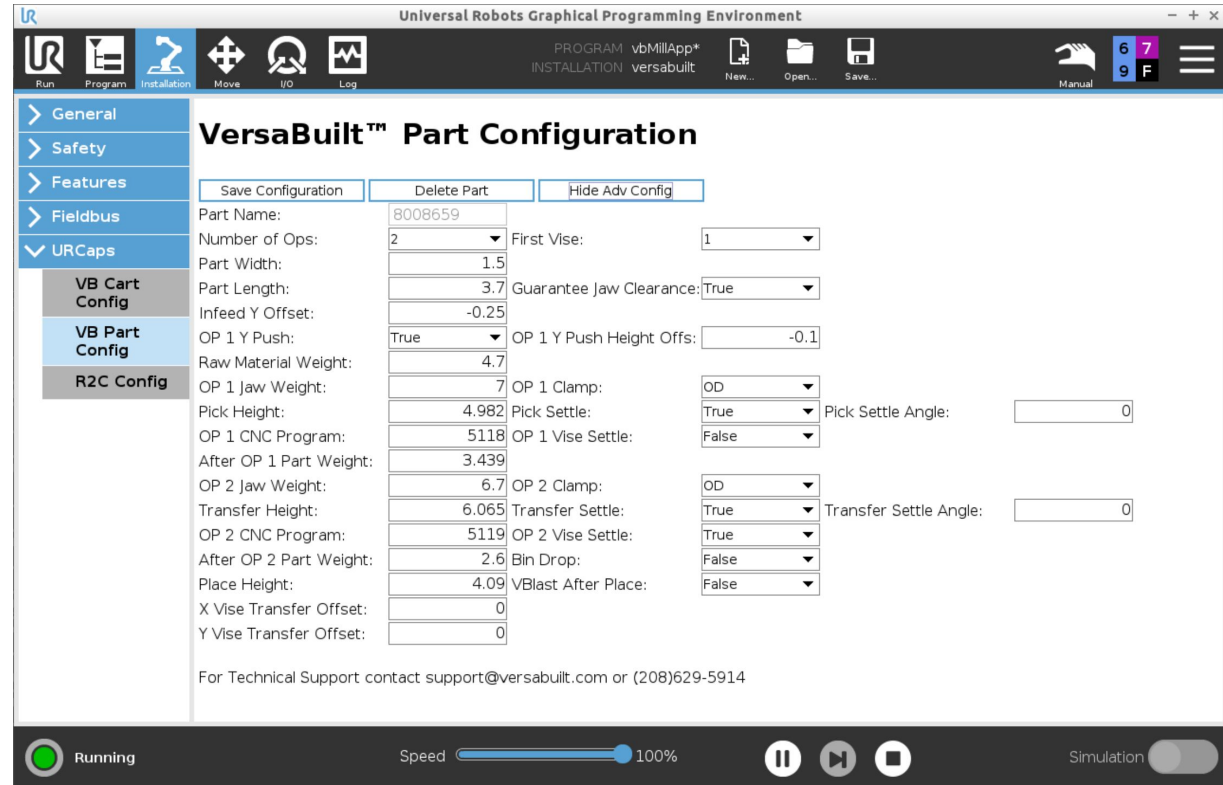 UR Universal Robots Graphical Programming Environment
Run Program Installation Move I/O Log
PROGRAM vbMillApp*
INSTALLATION versabuilt
New... Open... Save...
Manual
6 7
9 F
General
Safety
Features
Fieldbus
URCaps
VB Cart
Config
VB Part
Config
R2C Config
VersaBuilt™ Part Configuration
Save Configuration Delete Part Hide Adv Config
Part Name: 8008659
Number of Ops: 2 First Vise: 1
Part Width: 1.5
Part Length: 3.7 Guarantee Jaw Clearance: True
Infeed Y Offset: -0.25
OP 1 Y Push: True OP 1 Y Push Height Offs: -0.1
Raw Material Weight: 4.7
OP 1 Jaw Weight: 7 OP 1 Clamp: OD
Pick Height: 4.982 Pick Settle: True Pick Settle Angle: 0
OP 1 CNC Program: 5118 OP 1 Vise Settle: False
After OP 1 Part Weight: 3.439
OP 2 Jaw Weight: 6.7 OP 2 Clamp: OD
Transfer Height: 6.065 Transfer Settle: True Transfer Settle Angle: 0
OP 2 CNC Program: 5119 OP 2 Vise Settle: True
After OP 2 Part Weight: 2.6 Bin Drop: False
Place Height: 4.09 VBlast After Place: False
X Vise Transfer Offset: 0
Y Vise Transfer Offset: 0
For Technical Support contact support@versabuilt.com or (208)629-5914
Running Speed 100% Simulation